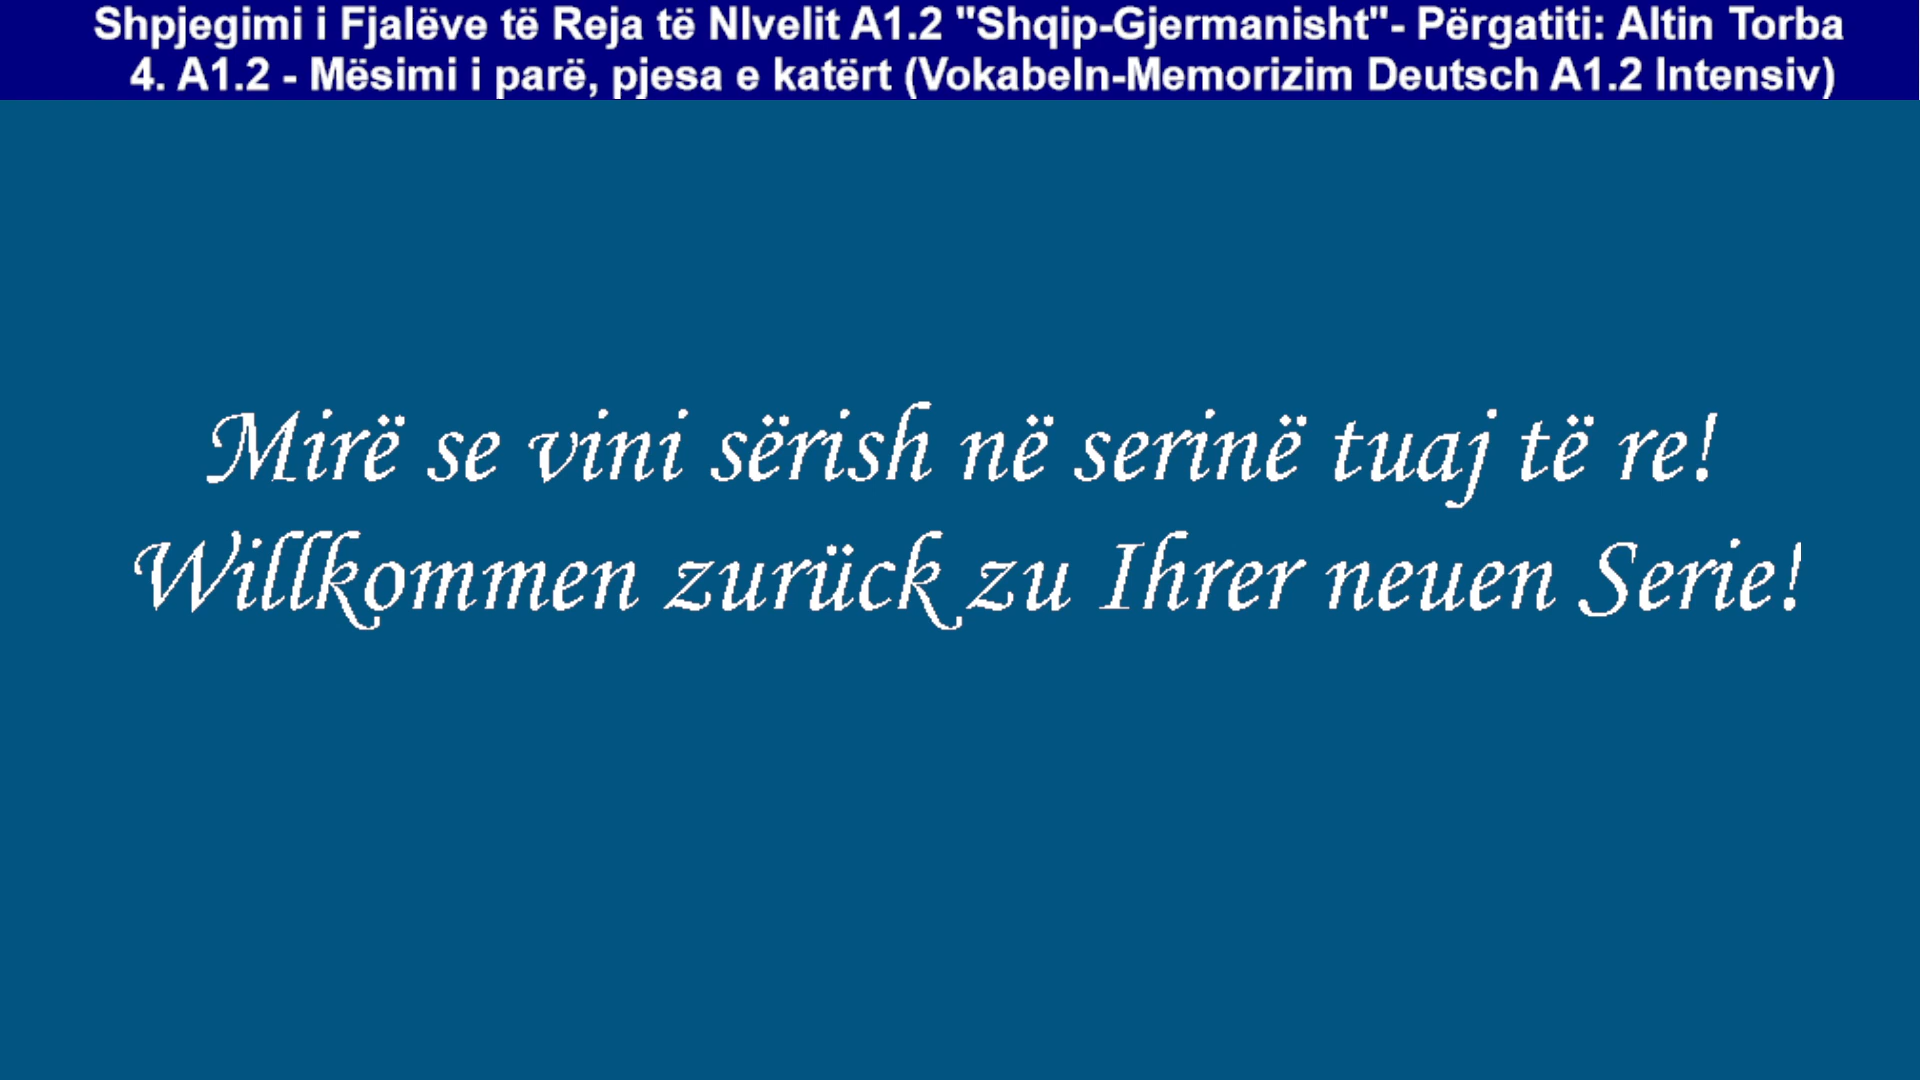 Shpjegimi i Fjalëve të Reja të NIvelit A1.2 "Shqip-Gjermanisht"- Përgatiti: Altin Torba
4. A1.2 - Mësimi i parë, pjesa e katërt (Vokabeln-Memorizim Deutsch A1.2 Intensiv)
Mirë se vini sërish në serinë tuaj të re!
Willkommen zurück zu Ihrer neuen Serie!